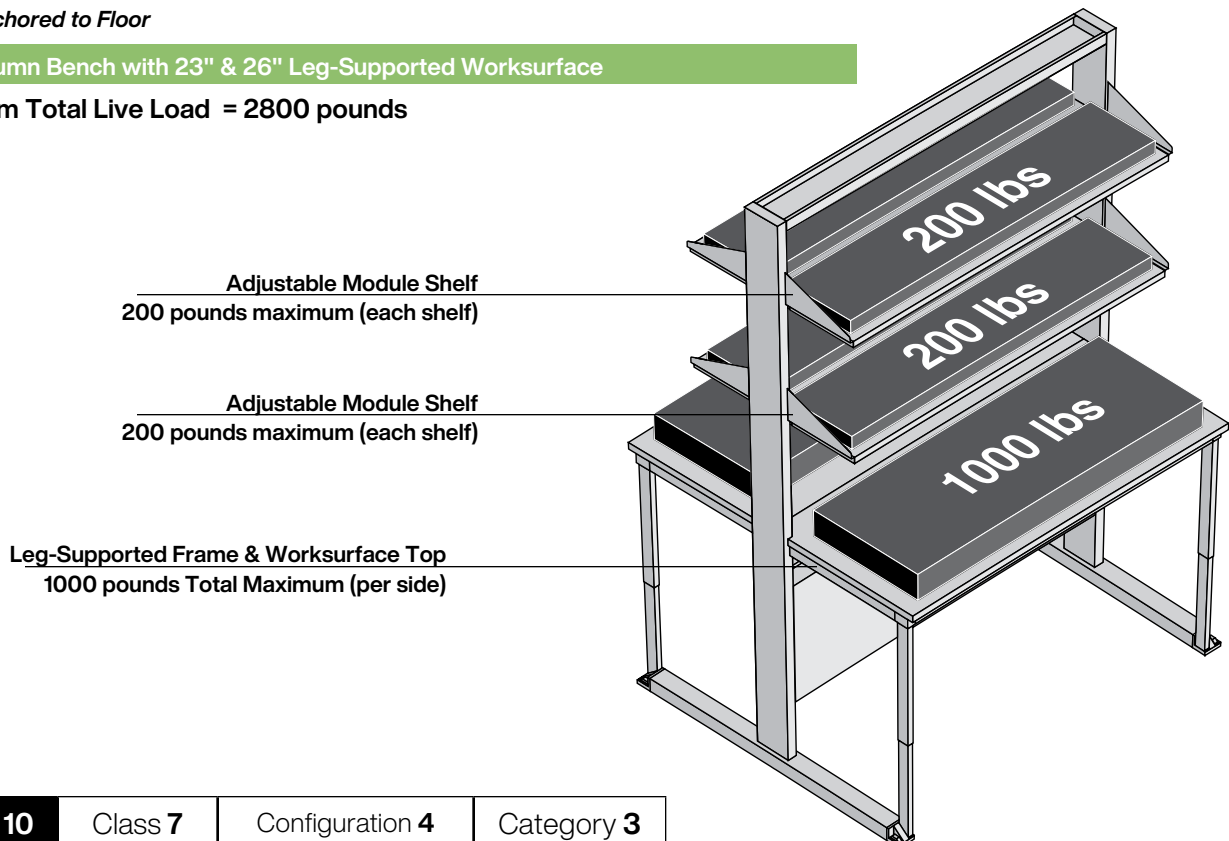 chored to Floor
umn Bench with 23" & 26" Leg-Supported Worksurface
m Total Live Load = 2800 pounds
200 lbs
Adjustable Module Shelf
200 pounds maximum (each shelf)
200 lbs
Adjustable Module Shelf
200 pounds maximum (each shelf)
1000 lbs
Leg-Supported Frame & Worksurface Top
1000 pounds Total Maximum (per side)
10 Class 7 Configuration 4 Category 3